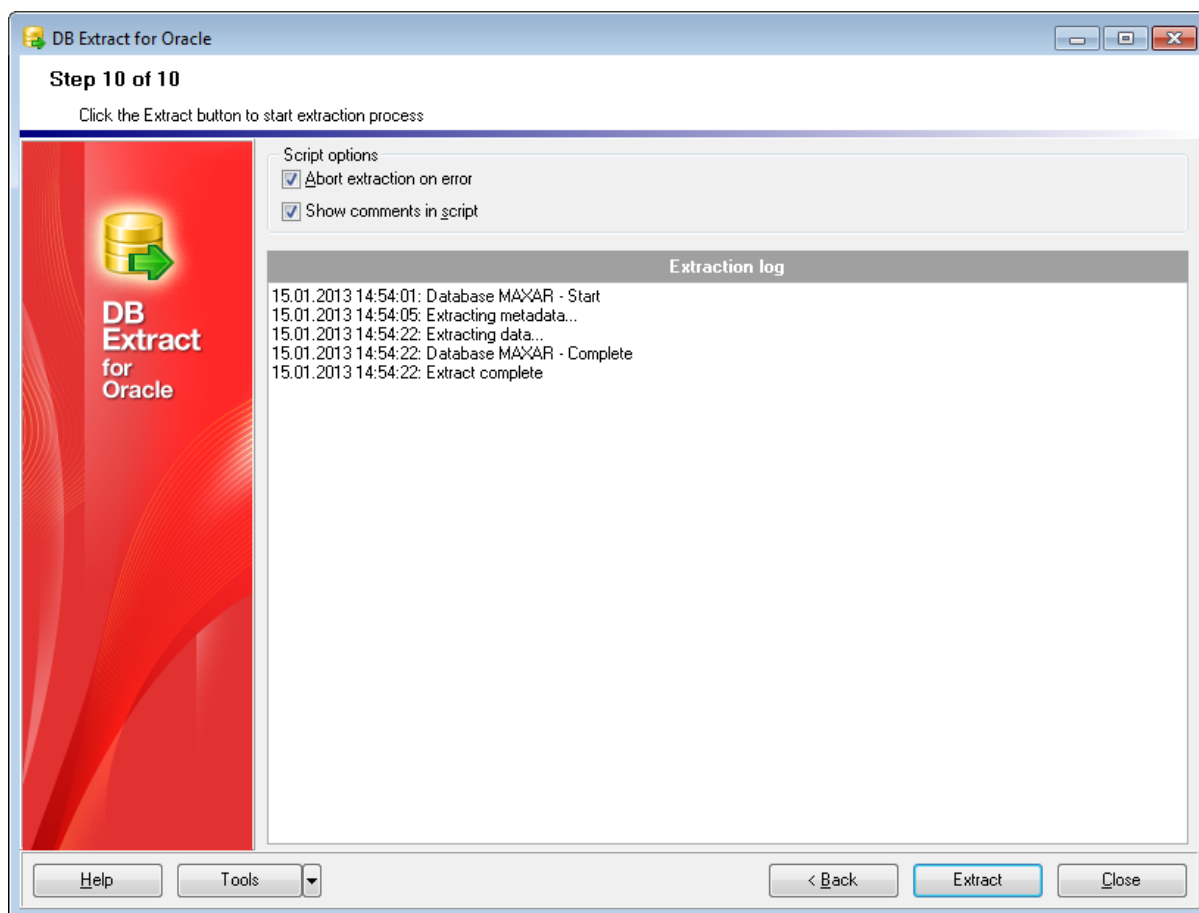 DB Extract for Oracle
Step 10 of 10
Click the Extract button to start extraction process
DB
Extract
for
Oracle
Script options
Abort extraction on error
Show comments in script
Extraction log
15.01.2013 14:54:01: Database MAXAR - Start
15.01.2013 14:54:05: Extracting metadata...
15.01.2013 14:54:22: Extracting data...
15.01.2013 14:54:22: Database MAXAR - Complete
15.01.2013 14:54:22: Extract complete
Help Tools < Back Extract Close